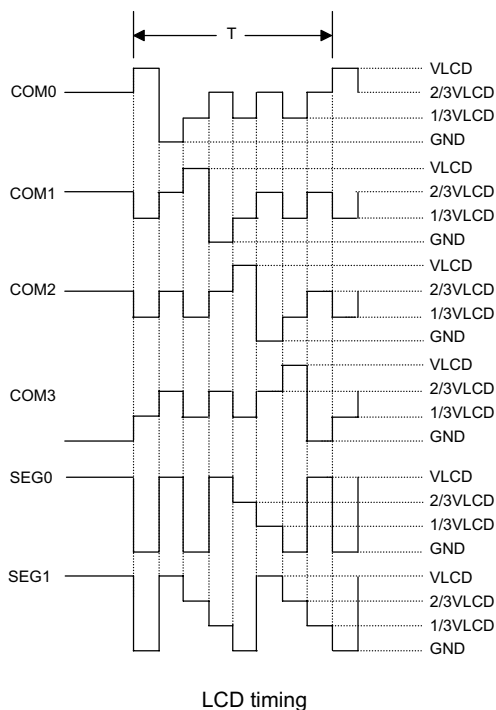 T
VLCD
COM0
2/3VLCD
1/3VLCD
GND
VLCD
COM1
2/3VLCD
1/3VLCD
GND
VLCD
COM2
2/3VLCD
1/3VLCD
GND
VLCD
COM3
2/3VLCD
1/3VLCD
GND
SEG0
VLCD
2/3VLCD
1/3VLCD
GND
SEG1
VLCD
2/3VLCD
1/3VLCD
GND
LCD timing